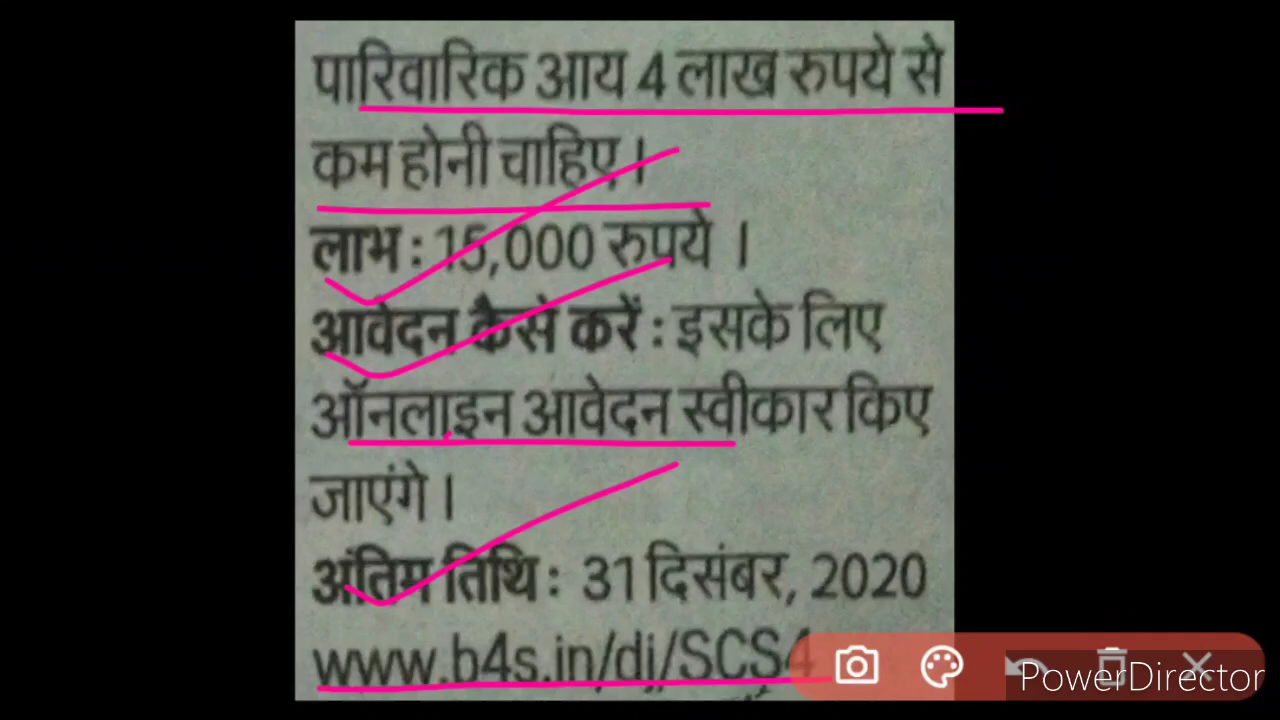 पारिवारिक आय 4 लाख रुपये से
कम होनी चाहिए ।
लाभ : 15,000 रुपये ।
आवेदन कैसे करें : इसके लिए
ऑनलाइन आवेदन स्वीकार किए
जाएंगे ।
अंतिम तिथि : 31 दिसंबर, 2020
www.b4s.in/dj/SCS4
PowerDirector